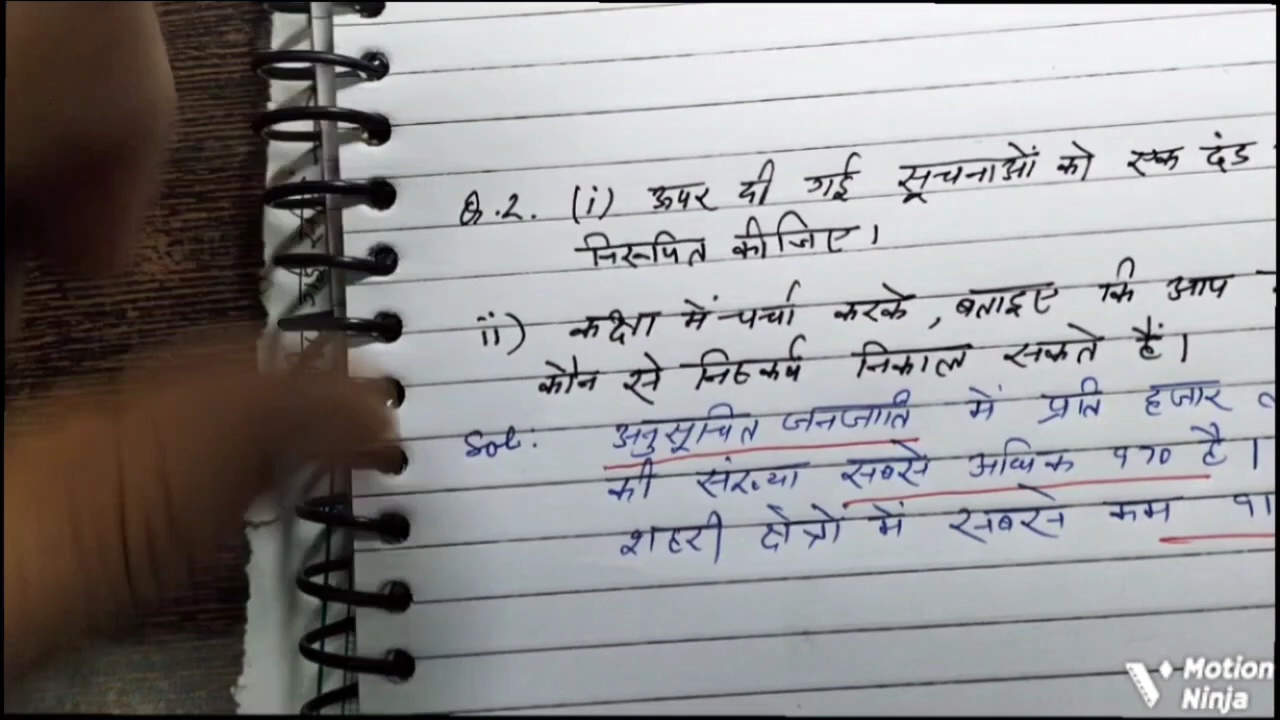 Q.2. (i) ऊपर दी गई सूचनाओं को एक दंड
निरूपित कीजिए।
ii) कक्षा में चर्चा करके, बताइए कि आप
कौन से निष्कर्ष निकाल सकते हैं।
Sol: अनुसूचित जनजाति में प्रति हजार
की संख्या सबसे अधिक 970 है।
शहरी क्षेत्रों में सबसे कम 91
Motion
Ninja